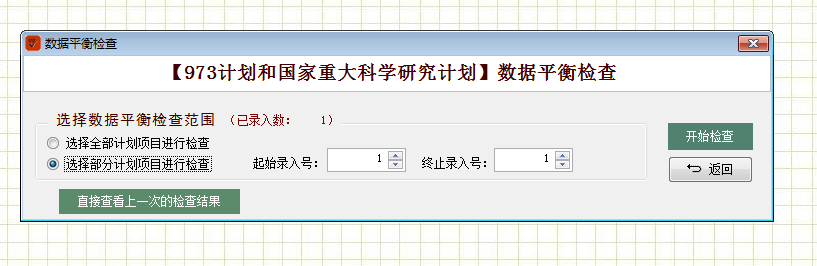 数据平衡检查
【973计划和国家重大科学研究计划】数据平衡检查
选择数据平衡检查范围 (已录入数: 1)
选择全部计划项目进行检查
开始检查
选择部分计划项目进行检查 起始录入号: 1 终止录入号: 1
返回
直接查看上一次的检查结果